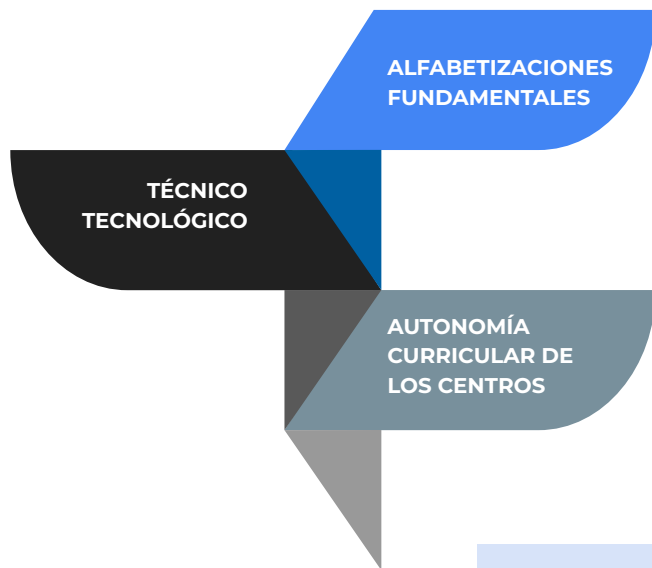 ALFABETIZACIONES
FUNDAMENTALES
TÉCNICO
TECNOLÓGICO
AUTONOMÍA
CURRICULAR DE
LOS CENTROS